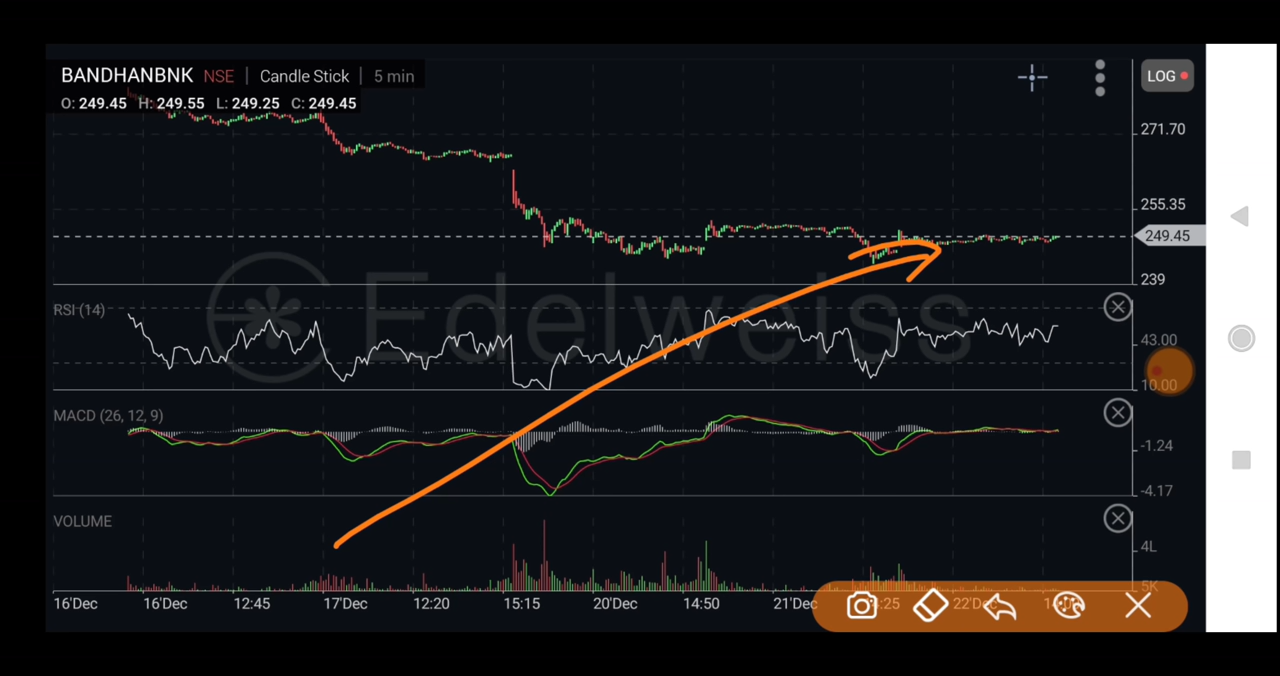 BANDHANBNK NSE | Candle Stick | 5 min
LOG
O: 249.45 H: 249.55 L: 249.25 C: 249.45
271.70
255.35
249.45
239
Edelweiss
RSI (14)
43.00
10.00
MACD (26, 12, 9)
-1.24
-4.17
VOLUME
4L
5K
16'Dec 16'Dec 12:45 17'Dec 12:20 15:15 20'Dec 14:50 21'Dec :25 22'Dec